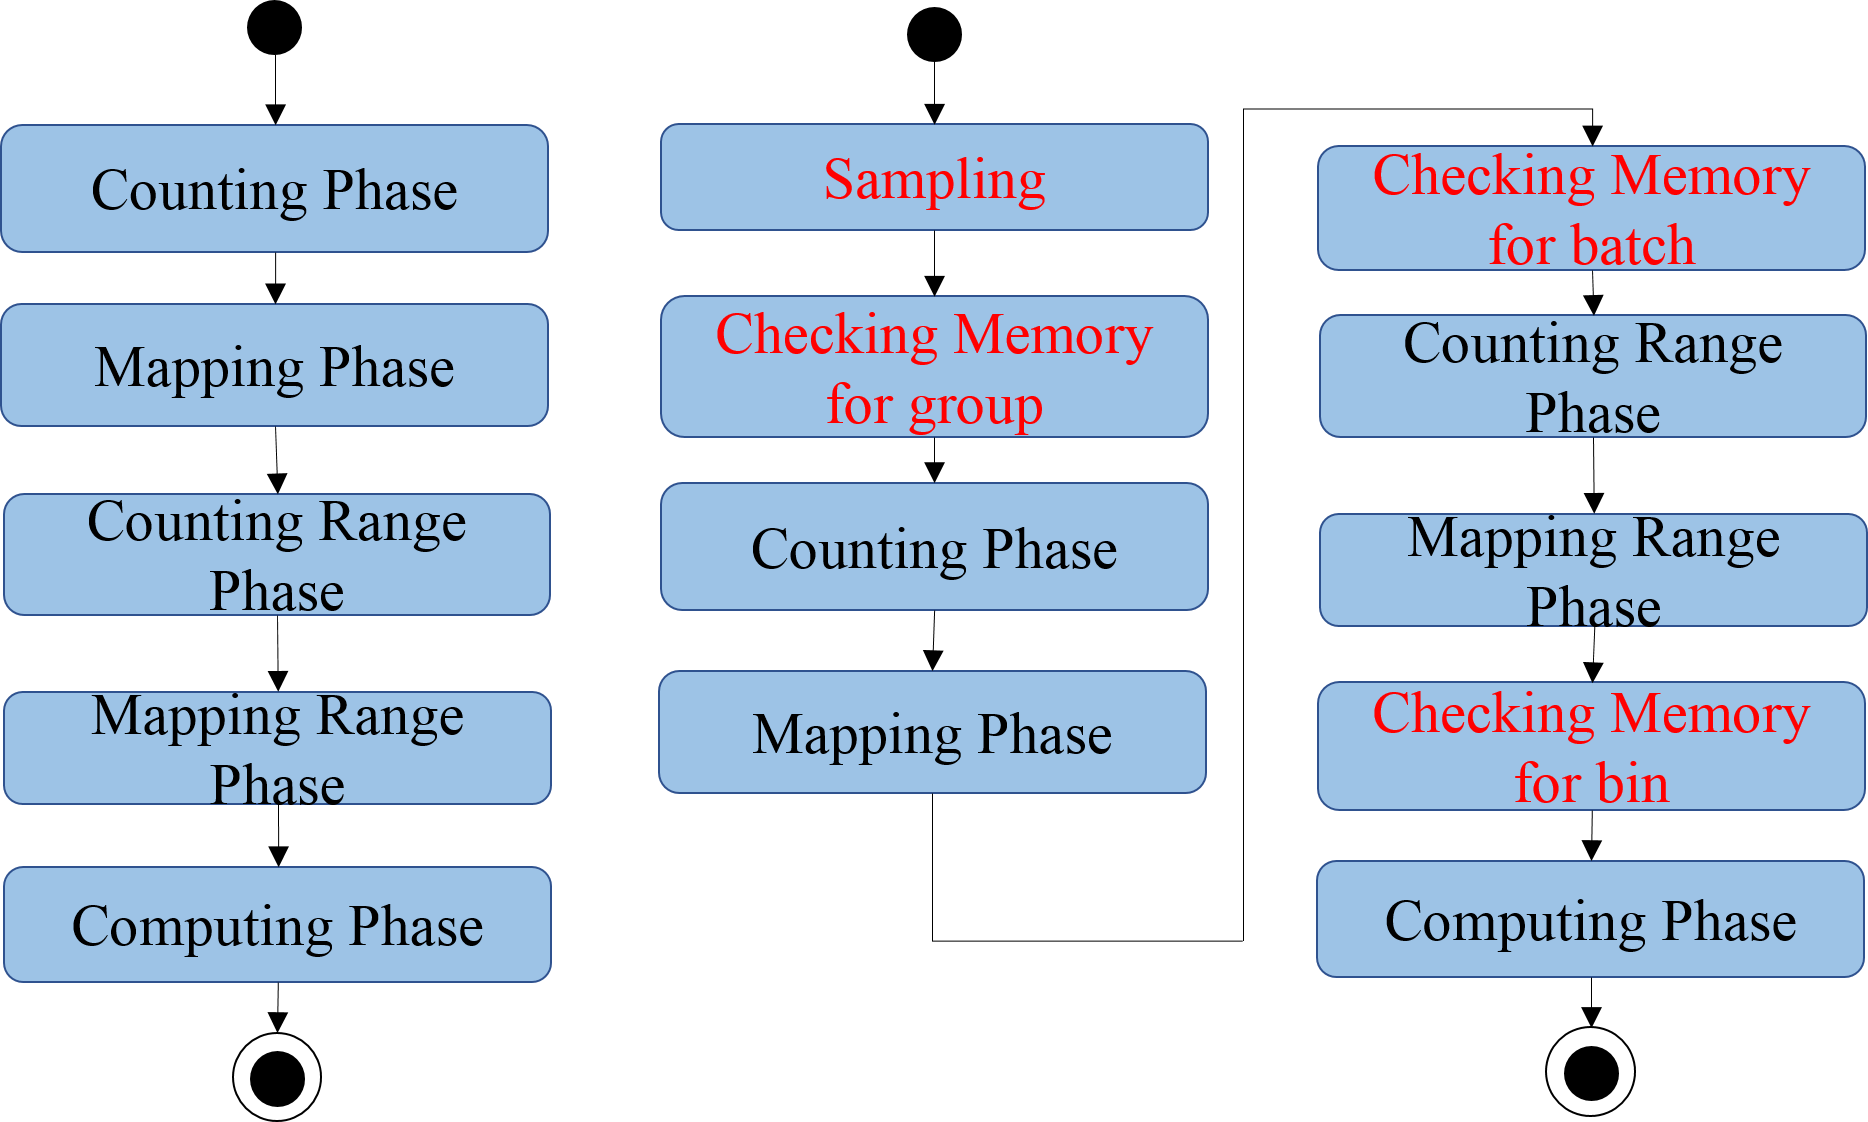 Counting Phase
Mapping Phase
Counting Range
Phase
Mapping Range
Phase
Computing Phase
Sampling
Checking Memory
for group
Counting Phase
Mapping Phase
Checking Memory
for batch
Counting Range
Phase
Mapping Range
Phase
Checking Memory
for bin
Computing Phase